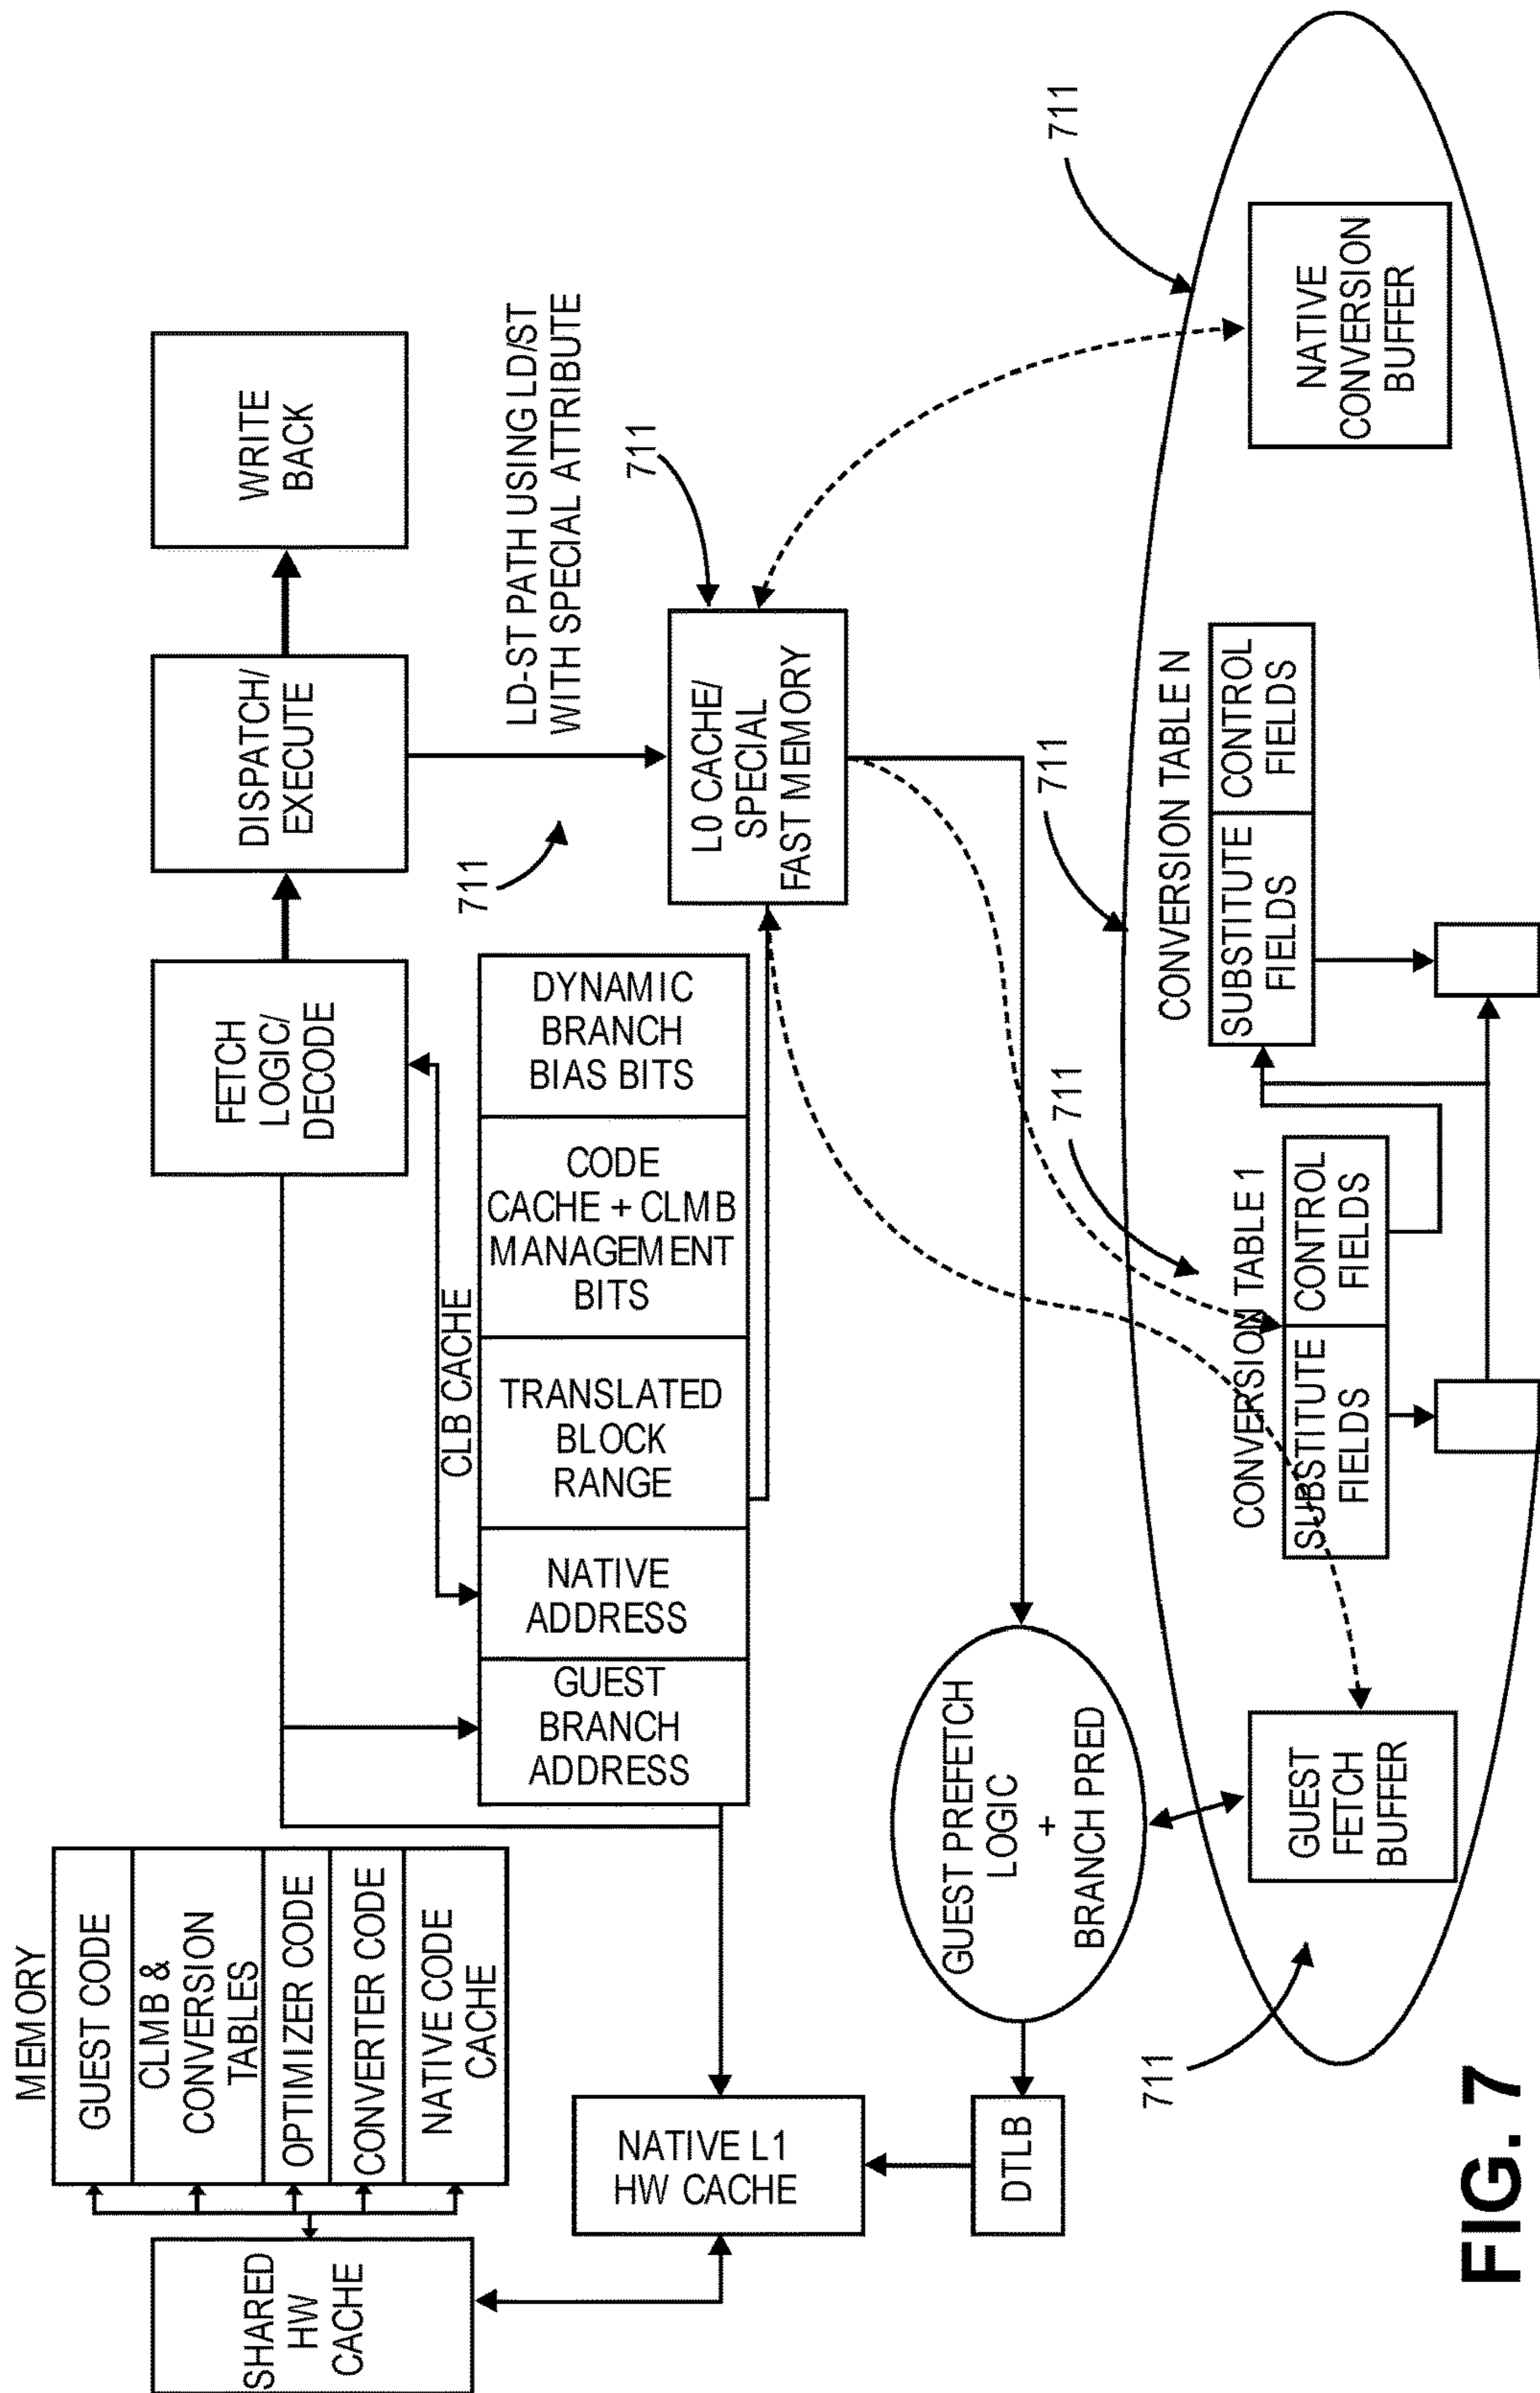 MEMORY
SHARED
HW
CACHE
GUEST CODE
CLMB &
CONVERSION
TABLES
OPTIMIZER CODE
CONVERTER CODE
NATIVE CODE
CACHE
FETCH
LOGIC/
DECODE
DISPATCH/
EXECUTE
WRITE
BACK
CLB CACHE
GUEST
BRANCH
ADDRESS
NATIVE
ADDRESS
TRANSLATED
BLOCK
RANGE
CODE
CACHE + CLMB
MANAGEMENT
BITS
DYNAMIC
BRANCH
BIAS BITS
711
LD-ST PATH USING LD/ST
WITH SPECIAL ATTRIBUTE
711
NATIVE L1
HW CACHE
L0 CACHE/
SPECIAL
FAST MEMORY
DTLB
GUEST PREFETCH
LOGIC
+
BRANCH PRED
711
711
711
711
CONVERSION TABLE 1
SUBSTITUTE
FIELDS
CONTROL
FIELDS
CONVERSION TABLE N
SUBSTITUTE
FIELDS
CONTROL
FIELDS
GUEST
FETCH
BUFFER
NATIVE
CONVERSION
BUFFER
FIG. 7